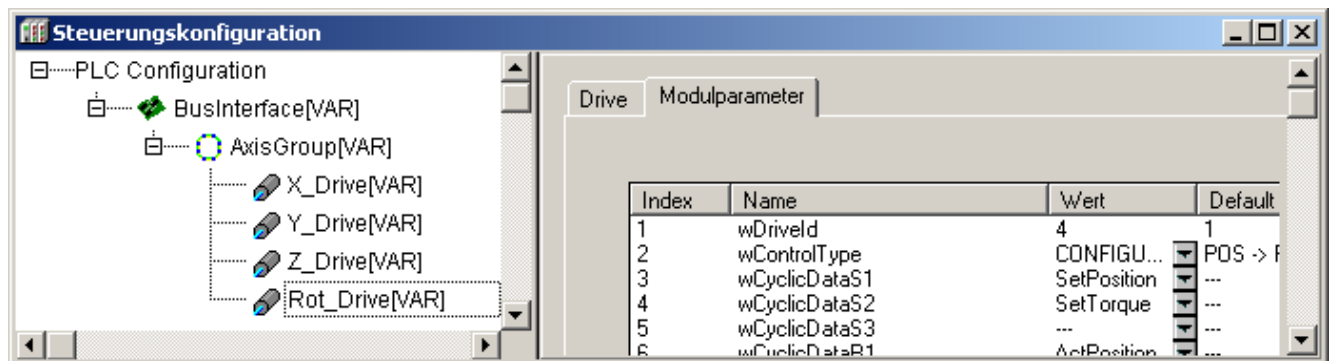 Steuerungskonfiguration
PLC Configuration
BusInterface[VAR]
AxisGroup[VAR]
X_Drive[VAR]
Y_Drive[VAR]
Z_Drive[VAR]
Rot_Drive[VAR]
Drive Modulparameter
Index Name Wert Default
1 wDriveId 4 1
2 wControlType CONFIGU... POS ->
3 wCyclicDataS1 SetPosition ---
4 wCyclicDataS2 SetTorque ---
5 wCyclicDataS3 --- ---
6 wCyclicDataR1 ActPosition ---